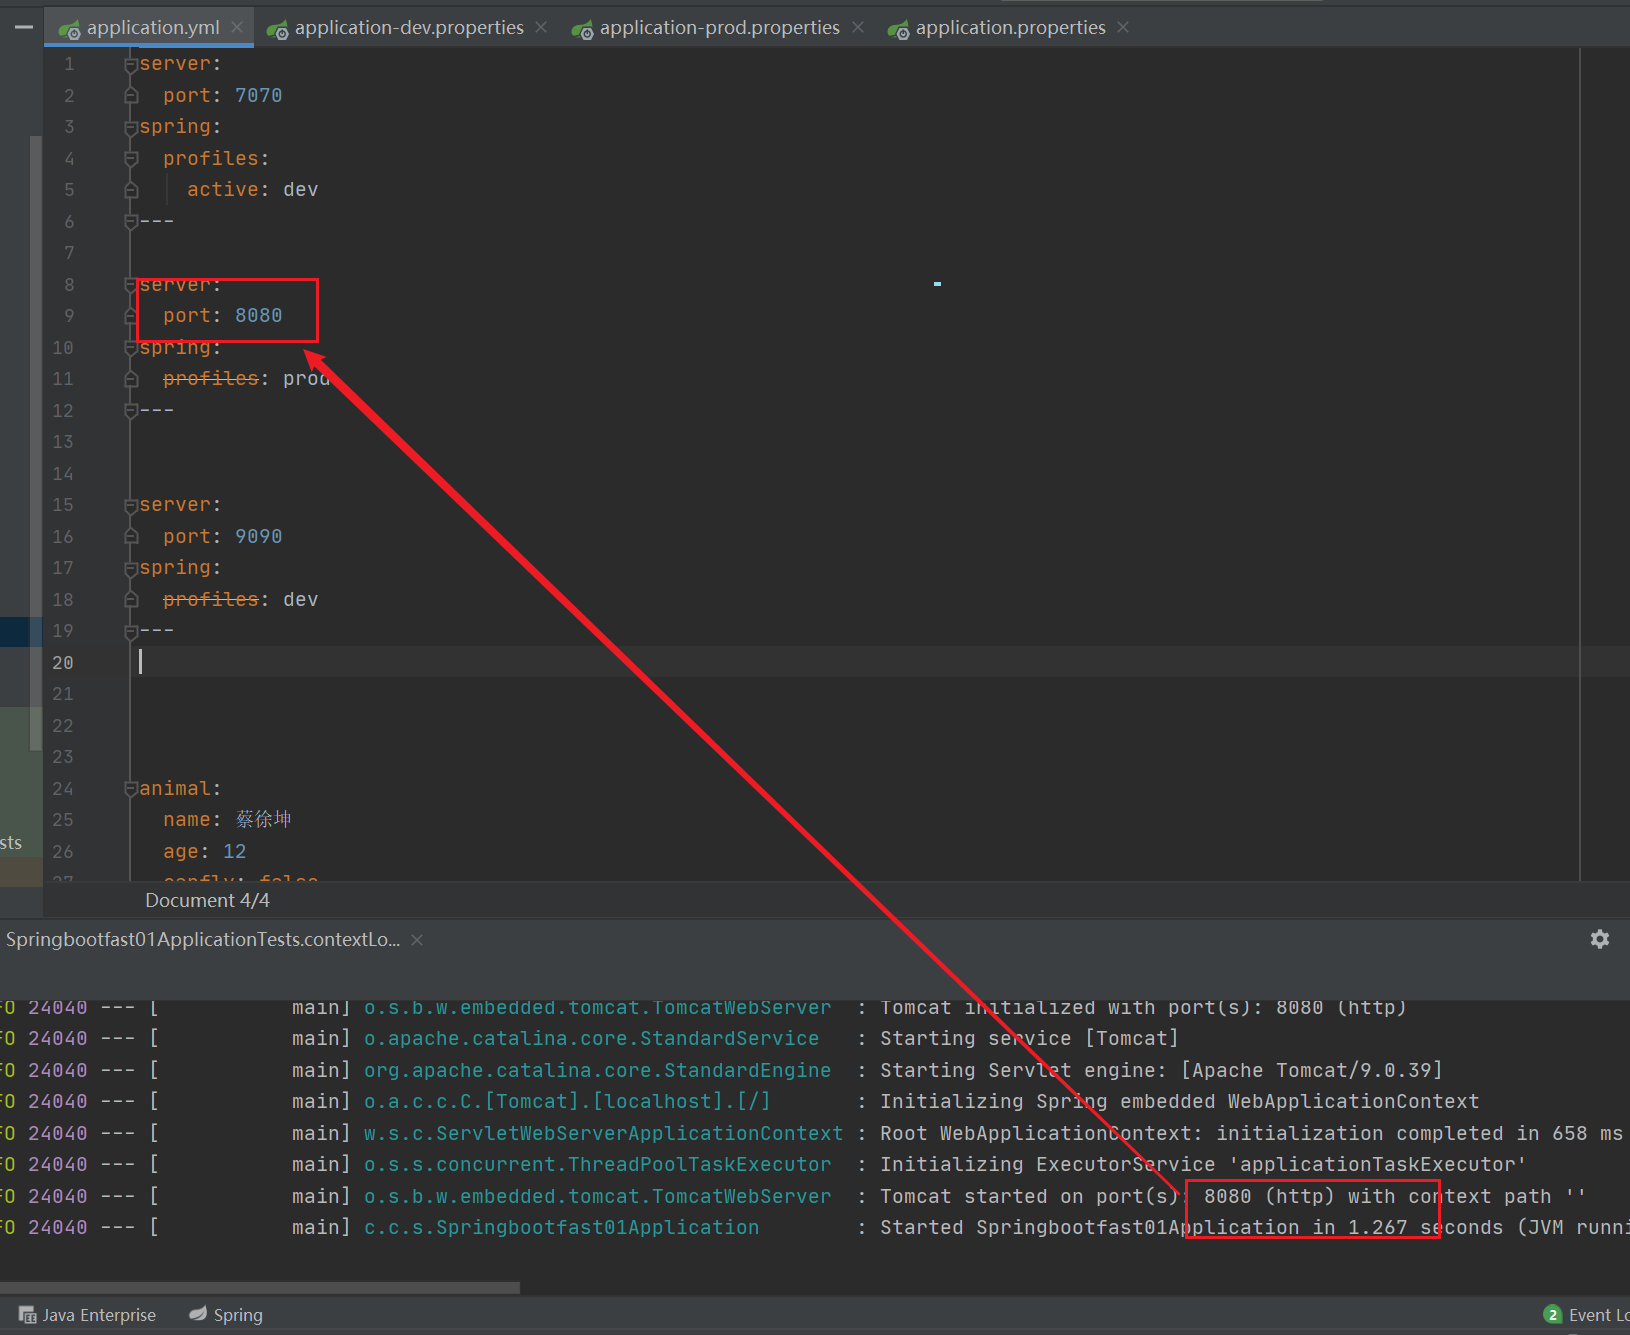 application.yml application-dev.properties application-prod.properties application.properties
1 server:
2 port: 7070
3 spring:
4 profiles:
5 active: dev
6 ---
7
8 server:
9 port: 8080
10 spring:
11 profiles: prod
12 ---
13
14
15 server:
16 port: 9090
17 spring:
18 profiles: dev
19 ---
20
21
22
23
24 animal:
25 name: 蔡徐坤
sts
26 age: 12
Document 4/4
Springbootfast01ApplicationTests.contextLo...
FO 24040 --- [ main] o.s.b.w.embedded.tomcat.TomcatWebServer : Tomcat initialized with port(s): 8080 (http)
FO 24040 --- [ main] o.apache.catalina.core.StandardService : Starting service [Tomcat]
FO 24040 --- [ main] org.apache.catalina.core.StandardEngine : Starting Servlet engine: [Apache Tomcat/9.0.39]
FO 24040 --- [ main] o.a.c.c.C.[Tomcat].[localhost].[/] : Initializing Spring embedded WebApplicationContext
FO 24040 --- [ main] w.s.c.ServletWebServerApplicationContext : Root WebApplicationContext: initialization completed in 658 ms
FO 24040 --- [ main] o.s.s.concurrent.ThreadPoolTaskExecutor : Initializing ExecutorService 'applicationTaskExecutor'
FO 24040 --- [ main] o.s.b.w.embedded.tomcat.TomcatWebServer : Tomcat started on port(s): 8080 (http) with context path ''
FO 24040 --- [ main] c.c.s.Springbootfast01Application : Started Springbootfast01Application in 1.267 seconds (JVM runni
Java Enterprise Spring 2 Event Lo